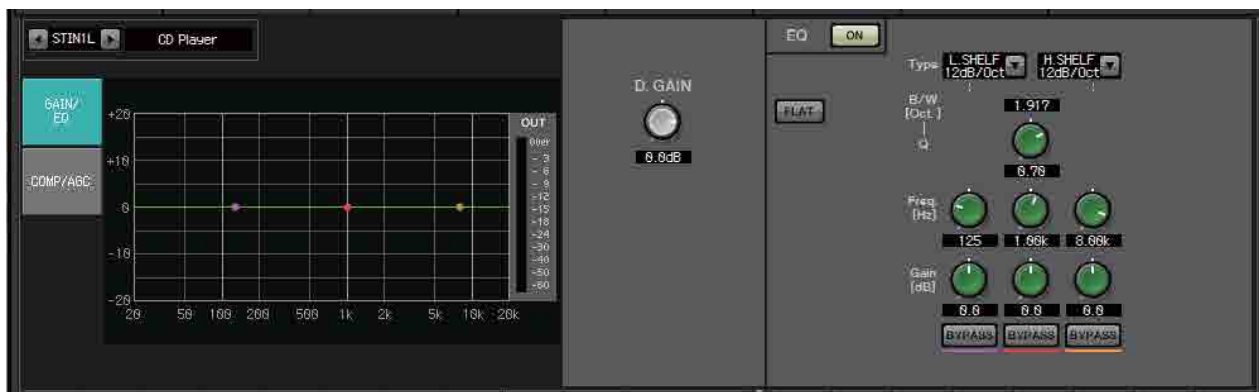 STIN1L CD Player
GAIN/
EQ
COMP/AGC
+20
+10
0
-10
-20
20 50 100 200 500 1k 2k 5k 10k 20k
OUT
Over
- 3
- 6
- 9
-12
-15
-18
-24
-30
-40
-50
-60
D. GAIN
0.0dB
EQ ON
FLAT
Type L.SHELF
12dB/Oct H.SHELF
12dB/Oct
B/W
[Oct.]
Q
1.917
0.70
Freq.
[Hz]
125 1.00k 8.00k
Gain
[dB]
0.0 0.0 0.0
BYPASS BYPASS BYPASS